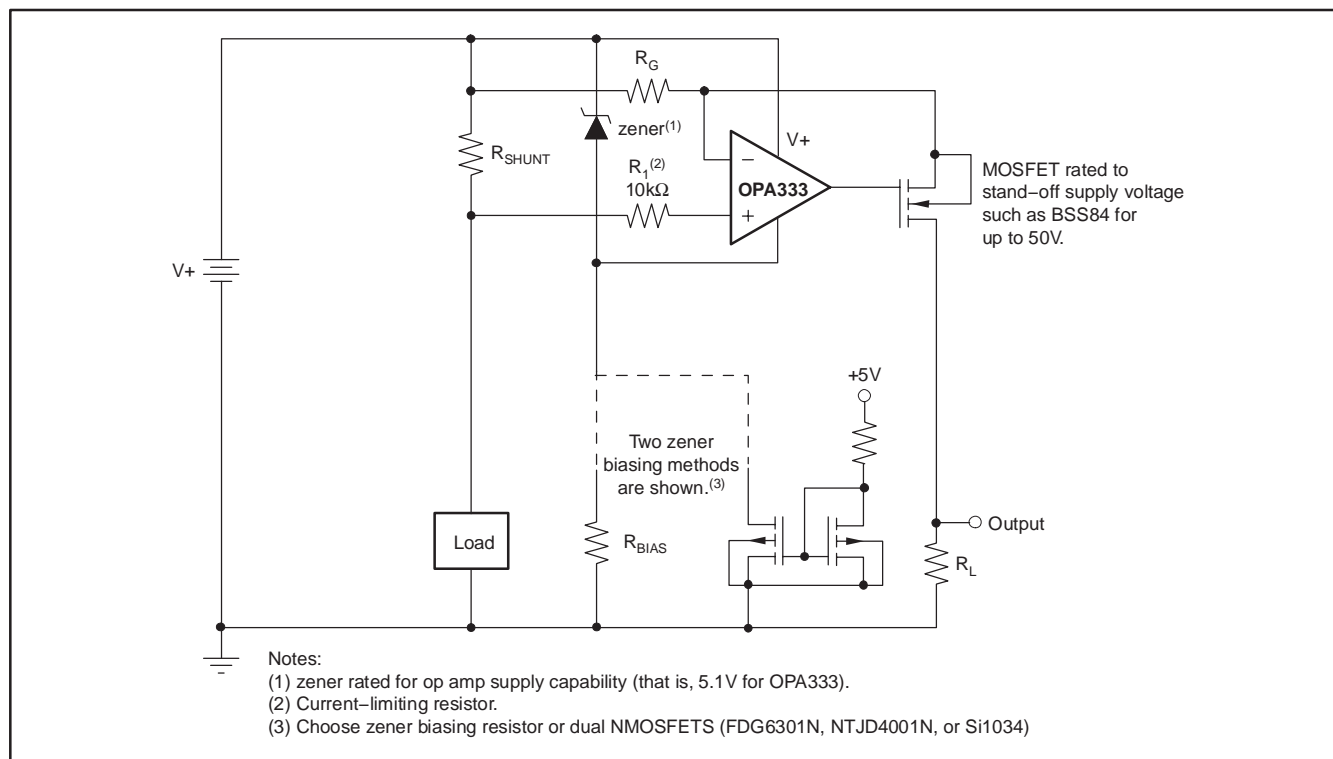 R_G
V+
zener(1)
R_SHUNT
R_1(2)
10kΩ
−
OPA333
+
MOSFET rated to
stand−off supply voltage
such as BSS84 for
up to 50V.
V+
+5V
Two zener
biasing methods
are shown.(3)
Output
Load
R_BIAS
R_L
Notes:
(1) zener rated for op amp supply capability (that is, 5.1V for OPA333).
(2) Current−limiting resistor.
(3) Choose zener biasing resistor or dual NMOSFETS (FDG6301N, NTJD4001N, or Si1034)